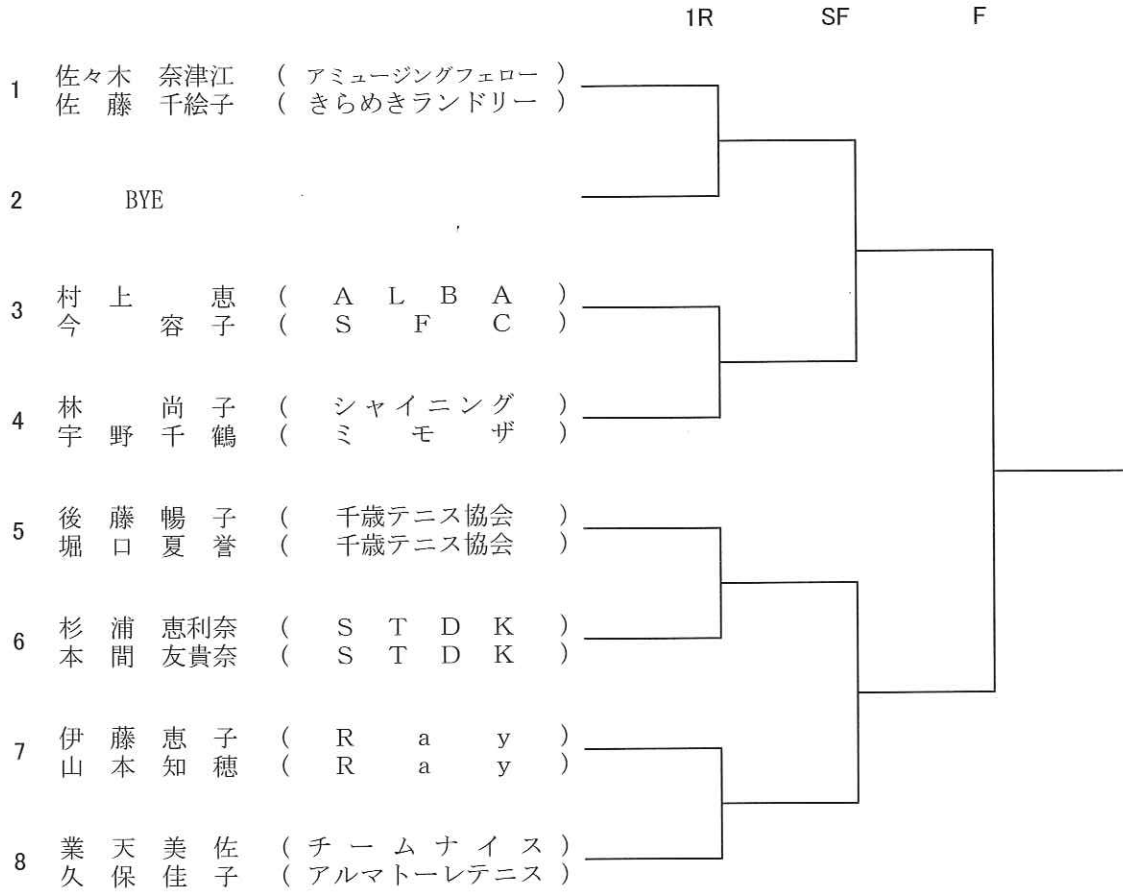 1R SF F
1 佐々木 奈津江 ( アミュージングフェロー )
佐 藤 千絵子 ( きらめきランドリー )
2 BYE
3 村 上 恵 ( A L B A )
今 容 子 ( S F C )
4 林 尚 子 ( シャイニング )
宇 野 千 鶴 ( ミ モ ザ )
5 後 藤 暢 子 ( 千歳テニス協会 )
堀 口 夏 誉 ( 千歳テニス協会 )
6 杉 浦 恵利奈 ( S T D K )
本 間 友貴奈 ( S T D K )
7 伊 藤 恵 子 ( R a y )
山 本 知 穂 ( R a y )
8 業 天 美 佐 ( チ ー ム ナ イ ス )
久 保 佳 子 ( アルマトーレテニス )